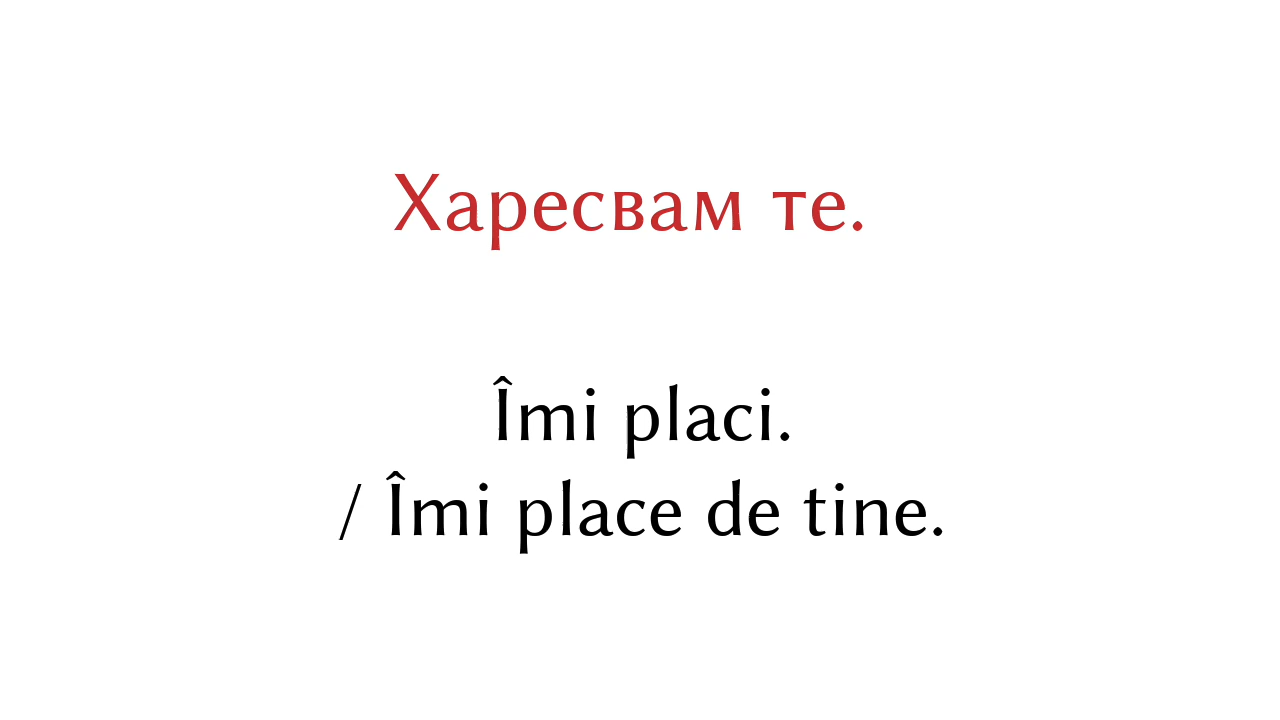 Харесвам те.
Îmi placi.
/ Îmi place de tine.